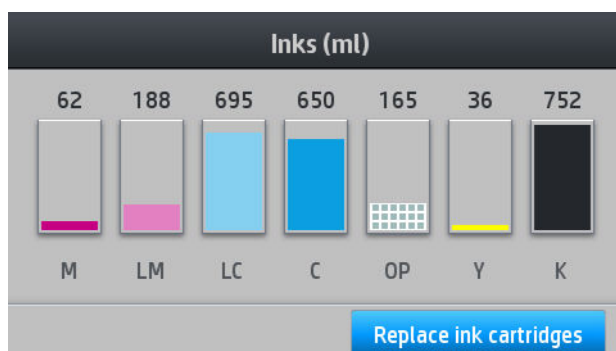 Inks (ml)
62 188 695 650 165 36 752
M LM LC C OP Y K
Replace ink cartridges